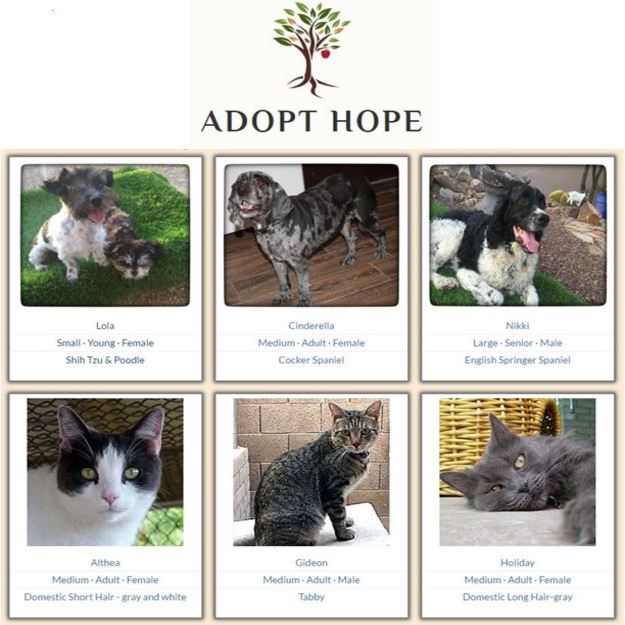 ADOPT HOPE
Lola
Small · Young · Female
Shih Tzu & Poodle
Cinderella
Medium · Adult · Female
Cocker Spaniel
Nikki
Large · Senior · Male
English Springer Spaniel
Althea
Medium · Adult · Female
Domestic Short Hair - gray and white
Gideon
Medium · Adult · Male
Tabby
Holiday
Medium · Adult · Female
Domestic Long Hair-gray